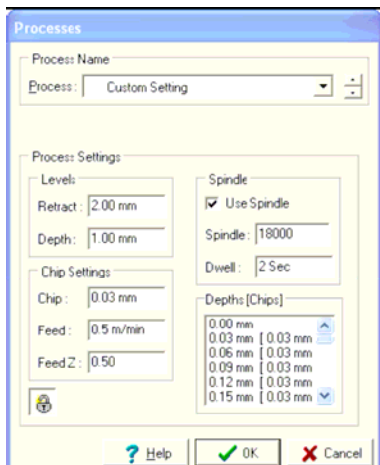 Processes
Process Name
Process: Custom Setting
Process Settings
Levels
Retract: 2.00 mm
Depth: 1.00 mm
Chip Settings
Chip: 0.03 mm
Feed: 0.5 m/min
Feed Z: 0.50
Spindle
Use Spindle
Spindle: 18000
Dwell: 2 Sec
Depths [Chips]
0.00 mm
0.03 mm [ 0.03 mm
0.06 mm [ 0.03 mm
0.09 mm [ 0.03 mm
0.12 mm [ 0.03 mm
0.15 mm [ 0.03 mm
? Help
OK
Cancel